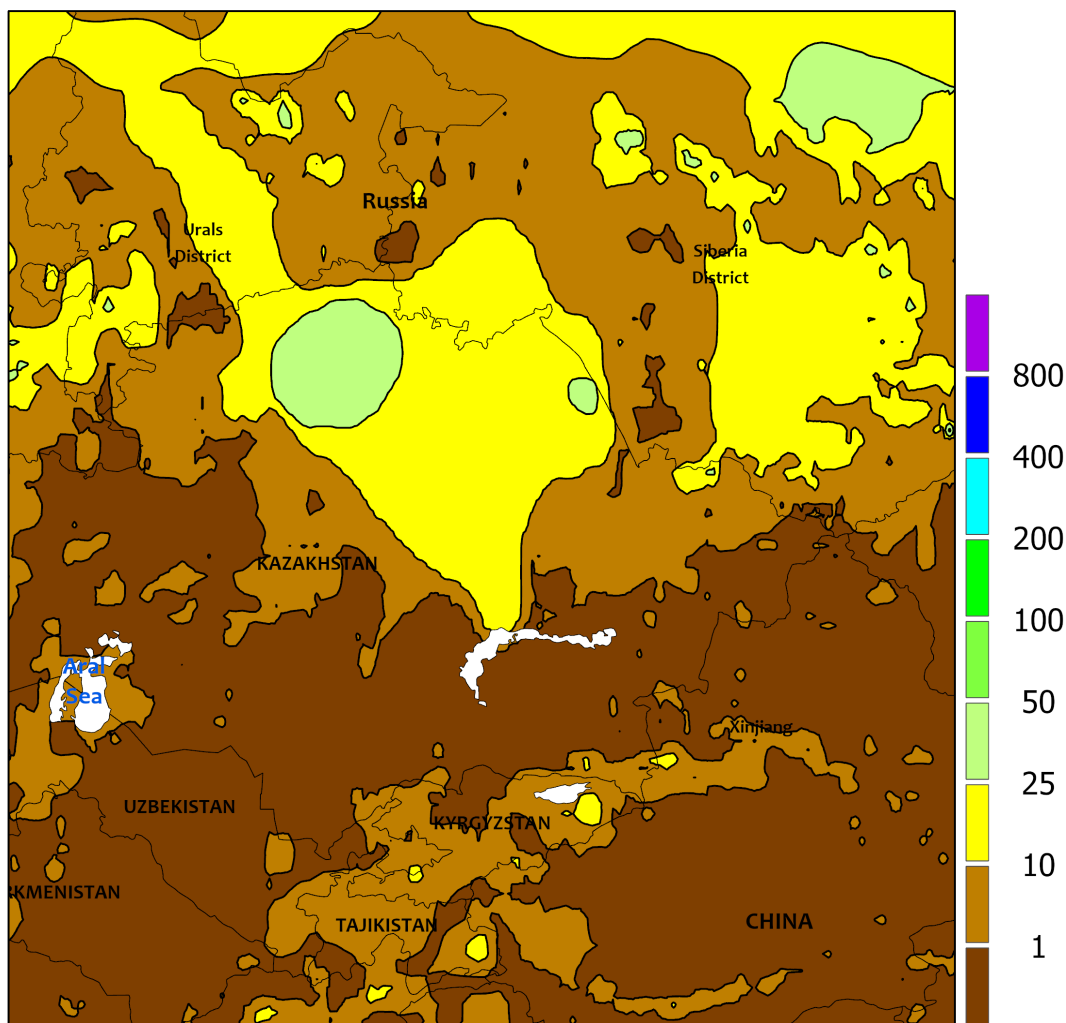 Russia
Urals
District
Siberia
District
KAZAKHSTAN
Aral
Sea
Xinjiang
UZBEKISTAN
KYRGYZSTAN
RKMENISTAN
TAJIKISTAN
CHINA
800
400
200
100
50
25
10
1